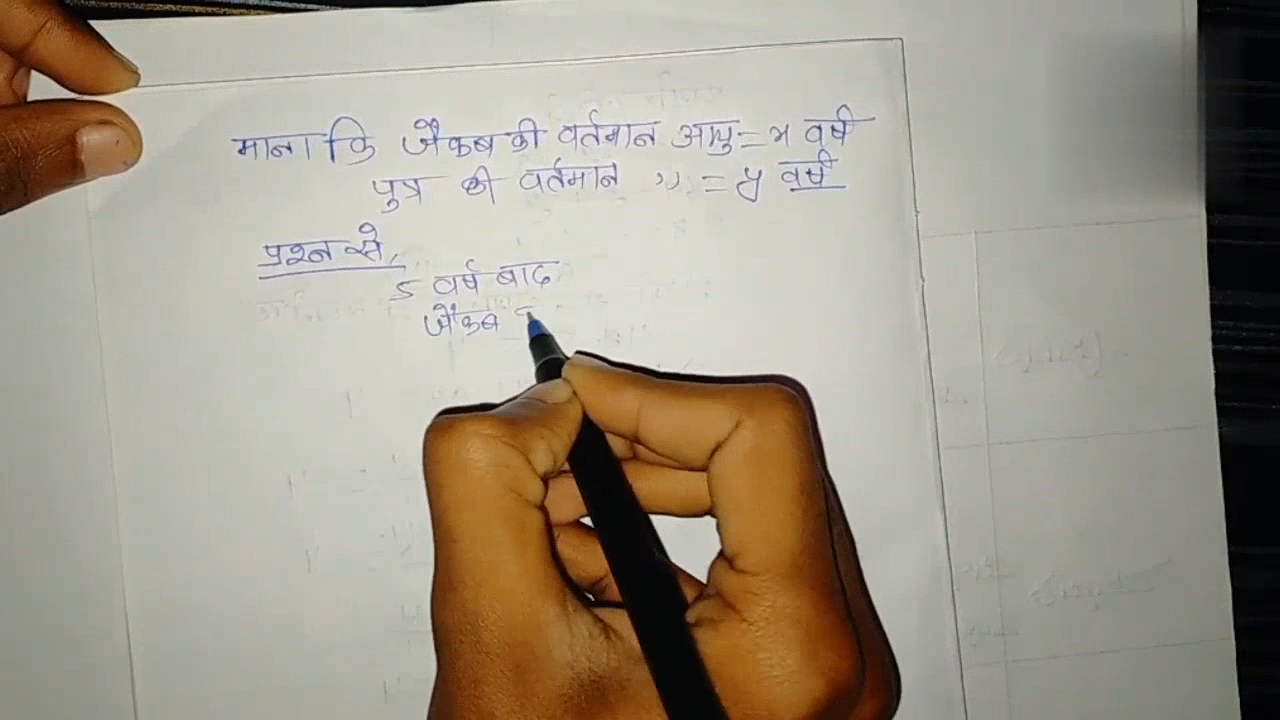 माना कि जैकब की वर्तमान आयु = x वर्ष
पुत्र की वर्तमान ,, = y वर्ष
प्रश्न से,
5 वर्ष बाद
जैकब